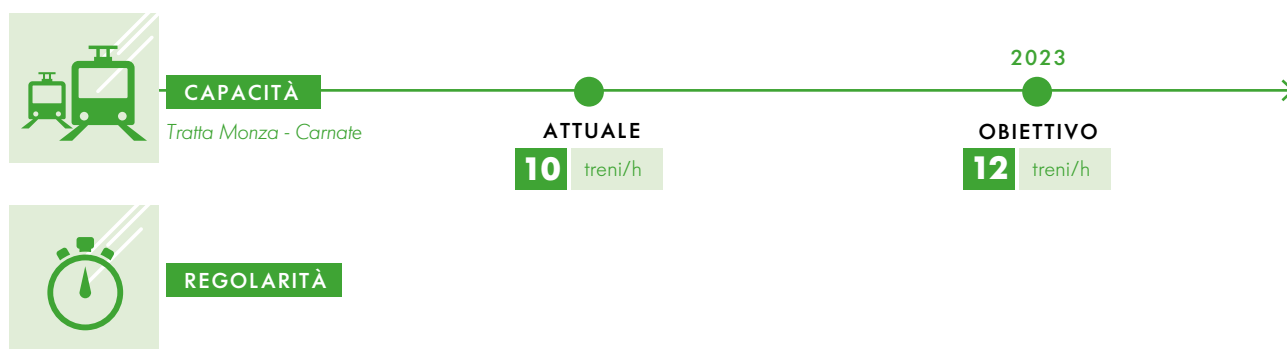 2023
CAPACITÀ
Tratta Monza - Carnate
ATTUALE
OBIETTIVO
10 treni/h
12 treni/h
REGOLARITÀ